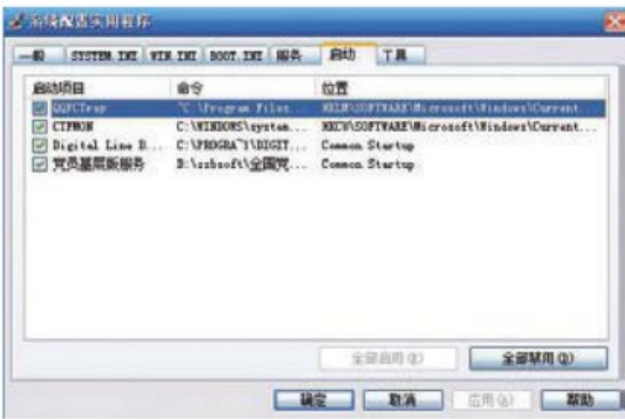 系统配置实用程序
一般 SYSTEM.INI WIN.INI BOOT.INI 服务 启动 工具
启动项目 命令 位置
QQPCTray "C:\Program Files... HKLM\SOFTWARE\Microsoft\Windows\Current...
CTFMON C:\WINDOWS\system... HKCU\SOFTWARE\Microsoft\Windows\Current...
Digital Line D... C:\PROGRA~1\DIGIT... Common Startup
党员基层版服务 D:\zzbsoft\全国党... Common Startup
全部启用(E) 全部禁用(D)
确定 取消 应用(A) 帮助